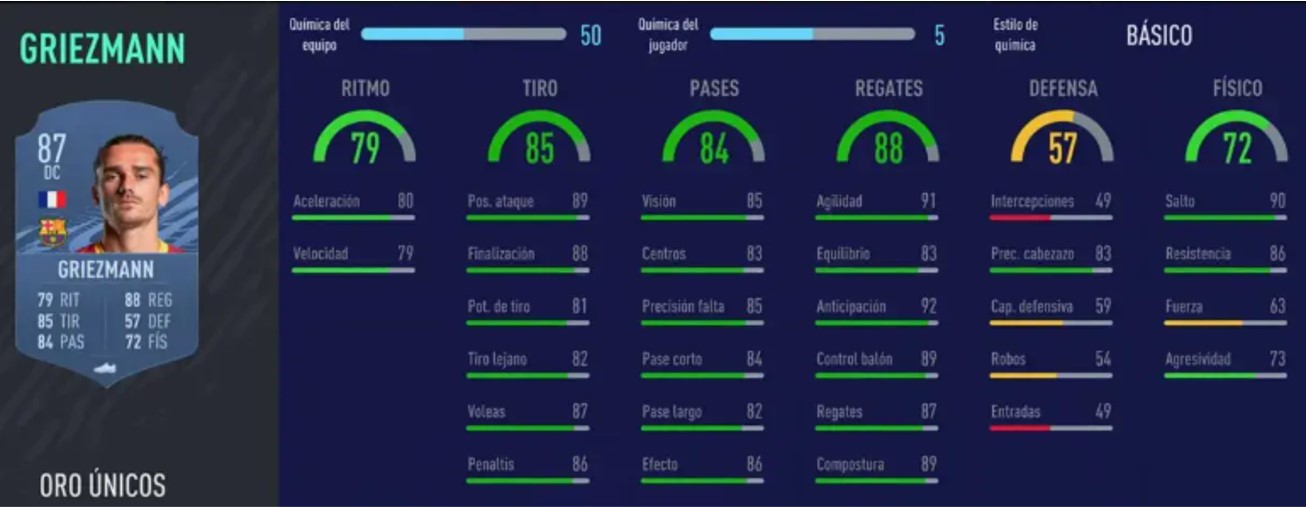 GRIEZMANN
87
DC
GRIEZMANN
79 RIT 88 REG
85 TIR 57 DEF
84 PAS 72 FÍS
ORO ÚNICOS
Química del
equipo
50
Química del
jugador
5
Estilo de
química
BÁSICO
RITMO
79
Aceleración 80
Velocidad 79
TIRO
85
Pos. ataque 89
Finalización 88
Pot. de tiro 81
Tiro lejano 82
Voleas 87
Penaltis 86
PASES
84
Visión 85
Centros 83
Precisión falta 85
Pase corto 84
Pase largo 82
Efecto 86
REGATES
88
Agilidad 91
Equilibrio 83
Anticipación 92
Control balón 89
Regates 87
Compostura 89
DEFENSA
57
Intercepciones 49
Prec. cabezazo 83
Cap. defensiva 59
Robos 54
Entradas 49
FÍSICO
72
Salto 90
Resistencia 86
Fuerza 63
Agresividad 73